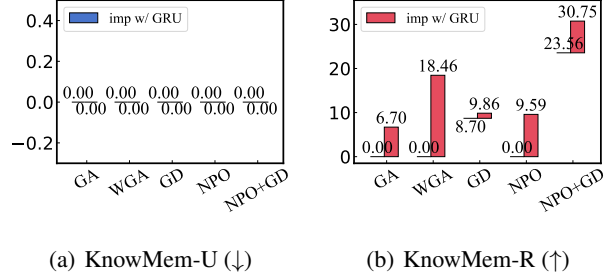 0.4
0.2
0.0
−0.2
imp w/ GRU
0.00 0.00 0.00 0.00 0.00
0.00 0.00 0.00 0.00 0.00
GA WGA GD NPO NPO+GD
(a) KnowMem-U (↓)
30
20
10
0
imp w/ GRU
30.75
23.56
18.46
6.70
9.86
9.59
8.70
0.00 0.00 0.00
GA WGA GD NPO NPO+GD
(b) KnowMem-R (↑)